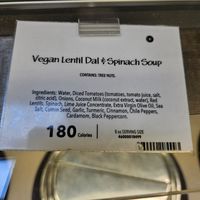 Vegan Lentil Dal & Spinach Soup
CONTAINS: TREE NUTS.
Ingredients: Water, Diced Tomatoes (tomatoes, tomato juice, salt,
citric acid), Onions, Coconut Milk (coconut extract, water), Red
Lentils, Spinach, Lime Juice Concentrate, Extra Virgin Olive Oil, Sea
Salt, Cumin Seed, Garlic, Turmeric, Cinnamon, Chile Peppers,
Cardamom, Black Peppercorn.
180 Calories
8 oz SERVING SIZE